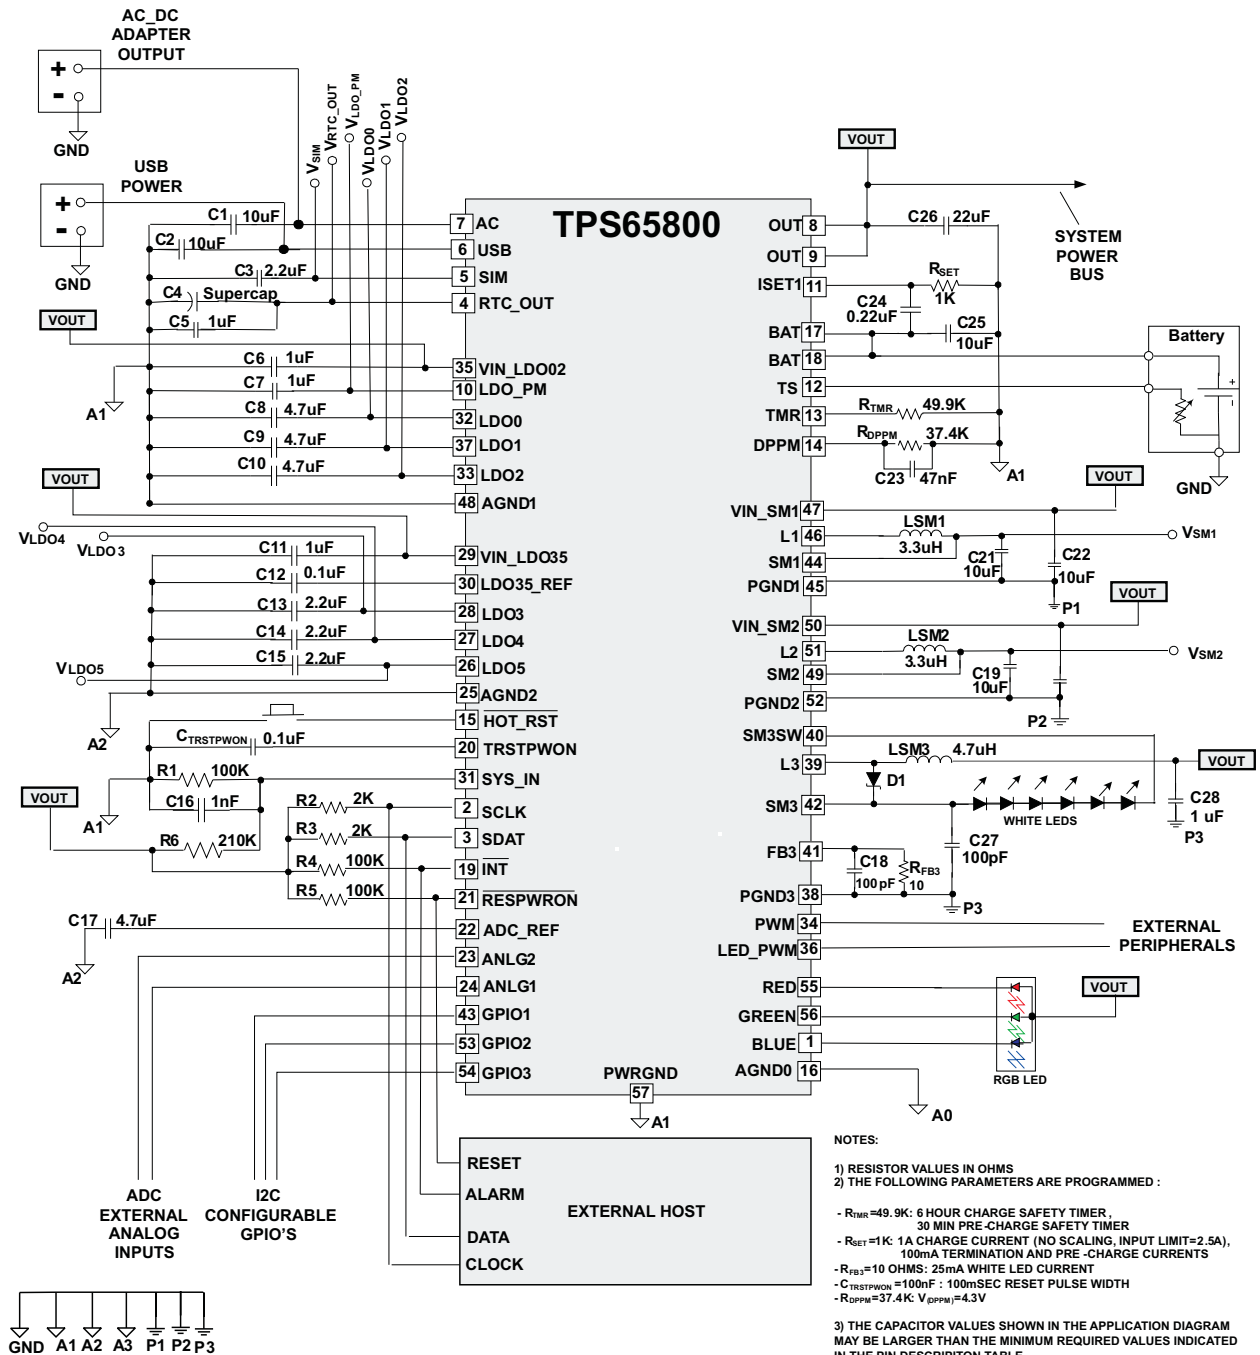 AC_DC
ADAPTER
OUTPUT
+
-
GND
USB
POWER
+
-
GND
VSIM
VRTC_OUT
VLDO_PM
VLDO0
VLDO1
VLDO2
TPS65800
C1 10uF 7 AC
C2 10uF 6 USB
C3 2.2uF 5 SIM
C4 Supercap 4 RTC_OUT
C5 1uF
VOUT
C6 1uF 35 VIN_LDO02
C7 1uF 10 LDO_PM
A1
C8 4.7uF 32 LDO0
C9 4.7uF 37 LDO1
C10 4.7uF 33 LDO2
VOUT
48 AGND1
VLDO4
VLDO3
C11 1uF 29 VIN_LDO35
C12 0.1uF 30 LDO35_REF
C13 2.2uF 28 LDO3
C14 2.2uF 27 LDO4
C15 2.2uF 26 LDO5
VLDO5
25 AGND2
A2
15 HOT_RST
CTRSTPWON 0.1uF 20 TRSTPWON
R1 100K 31 SYS_IN
VOUT
C16 1nF
A1
R2 2K 2 SCLK
R6 210K
R3 2K 3 SDAT
R4 100K 19 INT
R5 100K 21 RESPWRON
C17 4.7uF 22 ADC_REF
A2
23 ANLG2
24 ANLG1
43 GPIO1
53 GPIO2
54 GPIO3
PWRGND
57
A1
VOUT
OUT 8 C26 22uF
OUT 9
SYSTEM
POWER
BUS
ISET1 11 RSET
1K
C24
0.22uF
BAT 17 C25
10uF
BAT 18
Battery
+
-
TS 12
TMR 13 RTMR 49.9K
DPPM 14 RDPPM 37.4K
C23 47nF
A1
GND
VOUT
VIN_SM1 47
L1 46 LSM1
3.3uH
VSM1
SM1 44
C21
10uF
C22
10uF
PGND1 45
P1
VOUT
VIN_SM2 50
L2 51 LSM2
3.3uH
VSM2
SM2 49
C19
10uF
PGND2 52
P2
SM3SW 40
L3 39 LSM3 4.7uH
VOUT
D1
SM3 42
WHITE LEDS
C28
1 uF
P3
FB3 41
C18
100pF
RFB3
10
C27
100pF
PGND3 38
P3
PWM 34
LED_PWM 36
EXTERNAL
PERIPHERALS
RED 55
VOUT
GREEN 56
BLUE 1
AGND0 16
RGB LED
A0
RESET
ALARM
EXTERNAL HOST
DATA
CLOCK
ADC
EXTERNAL
ANALOG
INPUTS
I2C
CONFIGURABLE
GPIO'S
GND A1 A2 A3 P1 P2 P3
NOTES:
1) RESISTOR VALUES IN OHMS
2) THE FOLLOWING PARAMETERS ARE PROGRAMMED :
- RTMR=49.9K: 6 HOUR CHARGE SAFETY TIMER ,
30 MIN PRE-CHARGE SAFETY TIMER
- RSET=1K: 1A CHARGE CURRENT (NO SCALING, INPUT LIMIT=2.5A),
100mA TERMINATION AND PRE -CHARGE CURRENTS
- RFB3=10 OHMS: 25mA WHITE LED CURRENT
- CTRSTPWON=100nF : 100mSEC RESET PULSE WIDTH
- RDPPM=37.4K: V(DPPM)=4.3V
3) THE CAPACITOR VALUES SHOWN IN THE APPLICATION DIAGRAM
MAY BE LARGER THAN THE MINIMUM REQUIRED VALUES INDICATED
IN THE PIN DESCRIPITON TABLE